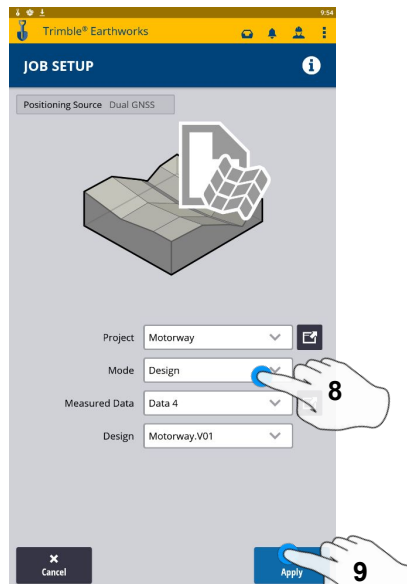 9:54
Trimble® Earthworks
JOB SETUP
i
Positioning Source Dual GNSS
Project Motorway
Mode Design
8
Measured Data Data 4
Design Motorway.V01
Cancel
Apply
9